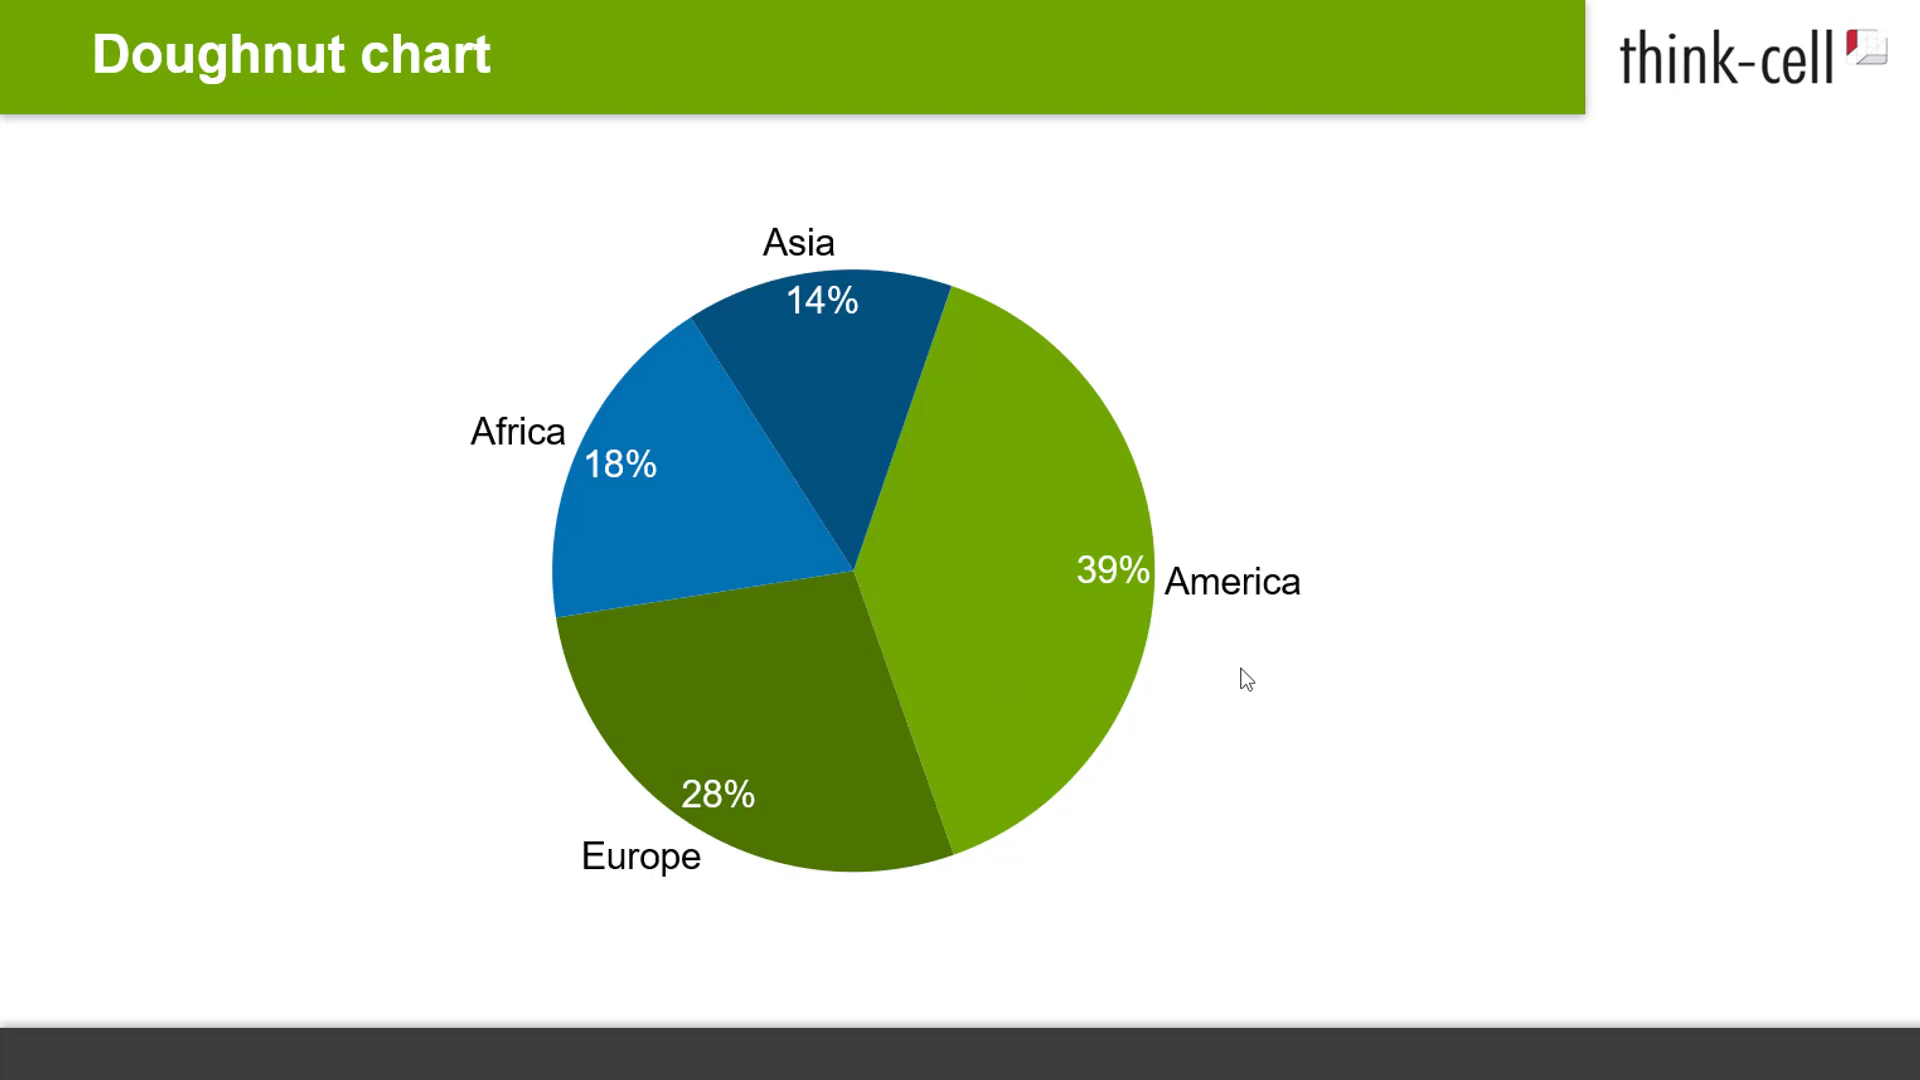 Doughnut chart
think-cell
Asia
14%
Africa
18%
39%
America
28%
Europe